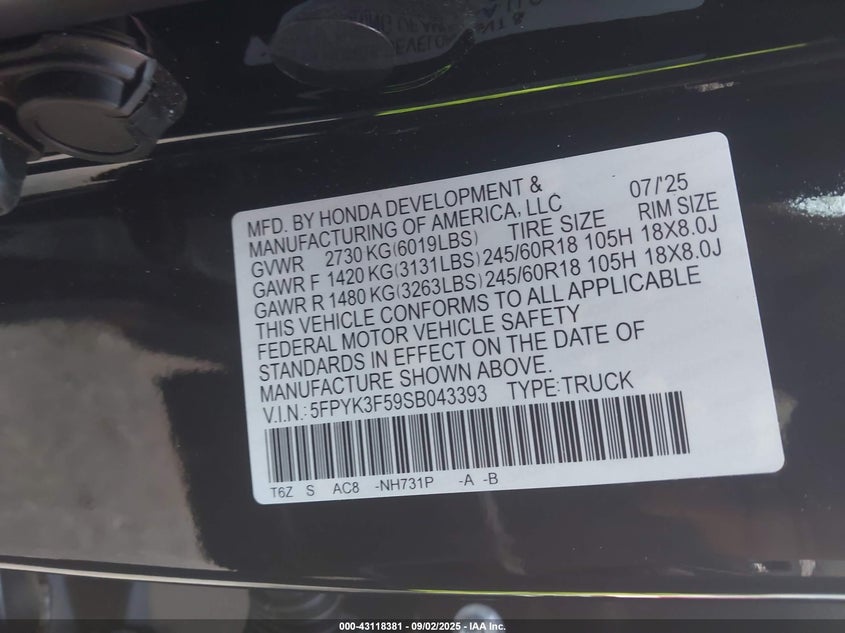 MFD. BY HONDA DEVELOPMENT & 07/'25
MANUFACTURING OF AMERICA, LLC
GVWR 2730 KG(6019LBS) TIRE SIZE RIM SIZE
GAWR F 1420 KG(3131LBS) 245/60R18 105H 18X8.0J
GAWR R 1480 KG(3263LBS) 245/60R18 105H 18X8.0J
THIS VEHICLE CONFORMS TO ALL APPLICABLE
FEDERAL MOTOR VEHICLE SAFETY
STANDARDS IN EFFECT ON THE DATE OF
MANUFACTURE SHOWN ABOVE.
V.I.N.: 5FPYK3F59SB043393 TYPE:TRUCK
T6Z S AC8 -NH731P -A -B
000-43118381 - 09/02/2025 - IAA Inc.